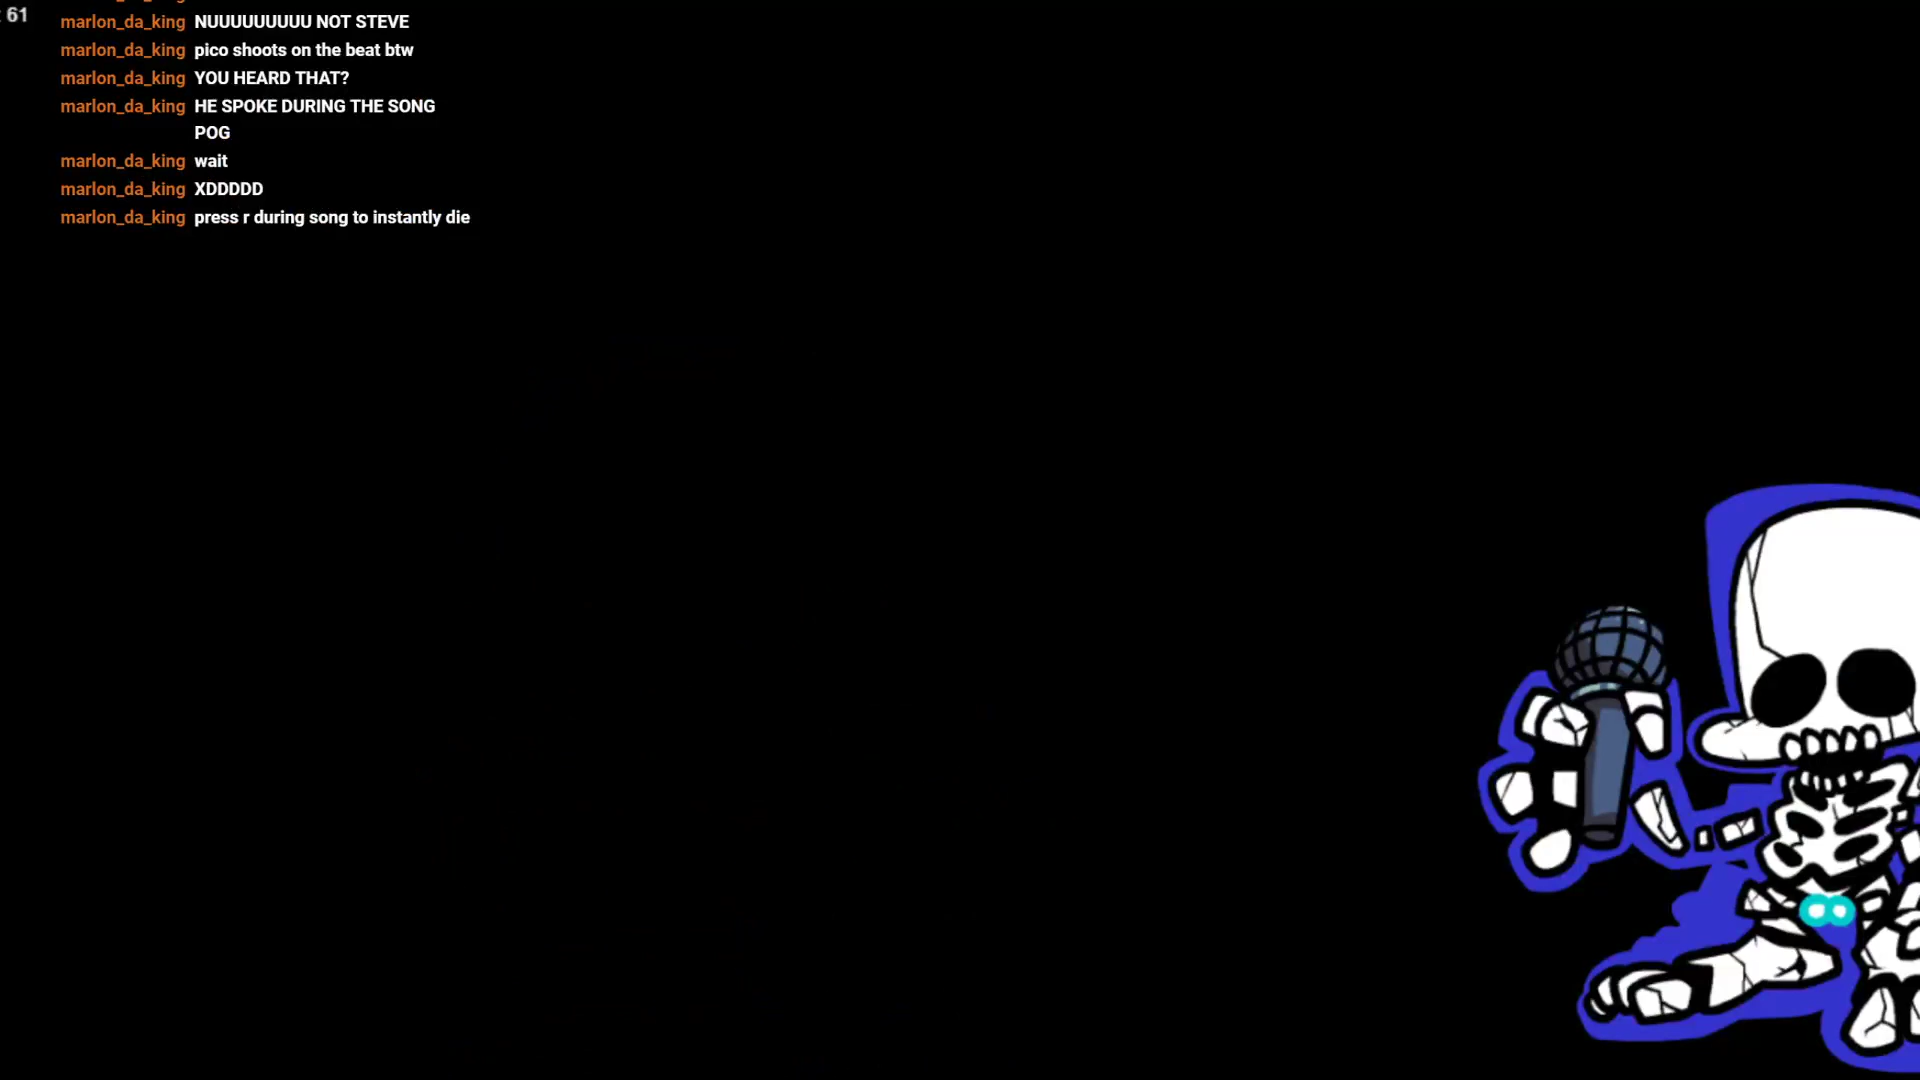 : 61
marlon_da_king NUUUUUUUUU NOT STEVE
marlon_da_king pico shoots on the beat btw
marlon_da_king YOU HEARD THAT?
marlon_da_king HE SPOKE DURING THE SONG
POG
marlon_da_king wait
marlon_da_king XDDDDD
marlon_da_king press r during song to instantly die